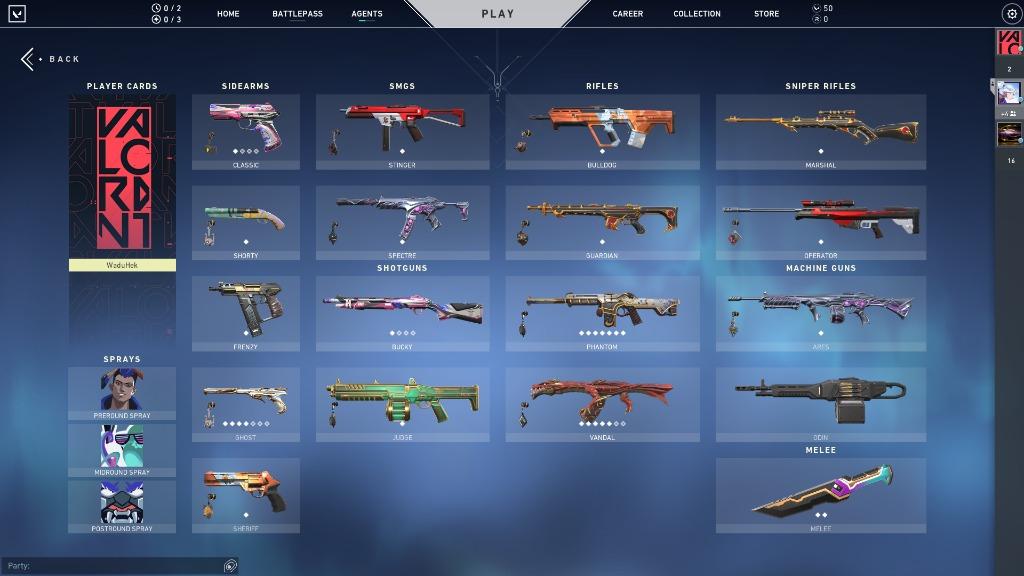 0 / 2
0 / 3
HOME
BATTLEPASS
AGENTS
PLAY
CAREER
COLLECTION
STORE
50
0
BACK
PLAYER CARDS
SIDEARMS
SMGS
RIFLES
SNIPER RIFLES
VALORANT
2
+4
16
CLASSIC
STINGER
BULLDOG
MARSHAL
WaduHek
SHORTY
SPECTRE
GUARDIAN
OPERATOR
SHOTGUNS
MACHINE GUNS
FRENZY
BUCKY
PHANTOM
ARES
SPRAYS
PREROUND SPRAY
GHOST
JUDGE
VANDAL
ODIN
MELEE
MIDROUND SPRAY
POSTROUND SPRAY
SHERIFF
MELEE
Party: